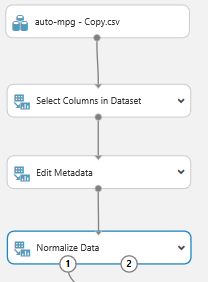 auto-mpg - Copy.csv
Select Columns in Dataset
Edit Metadata
Normalize Data
1 2